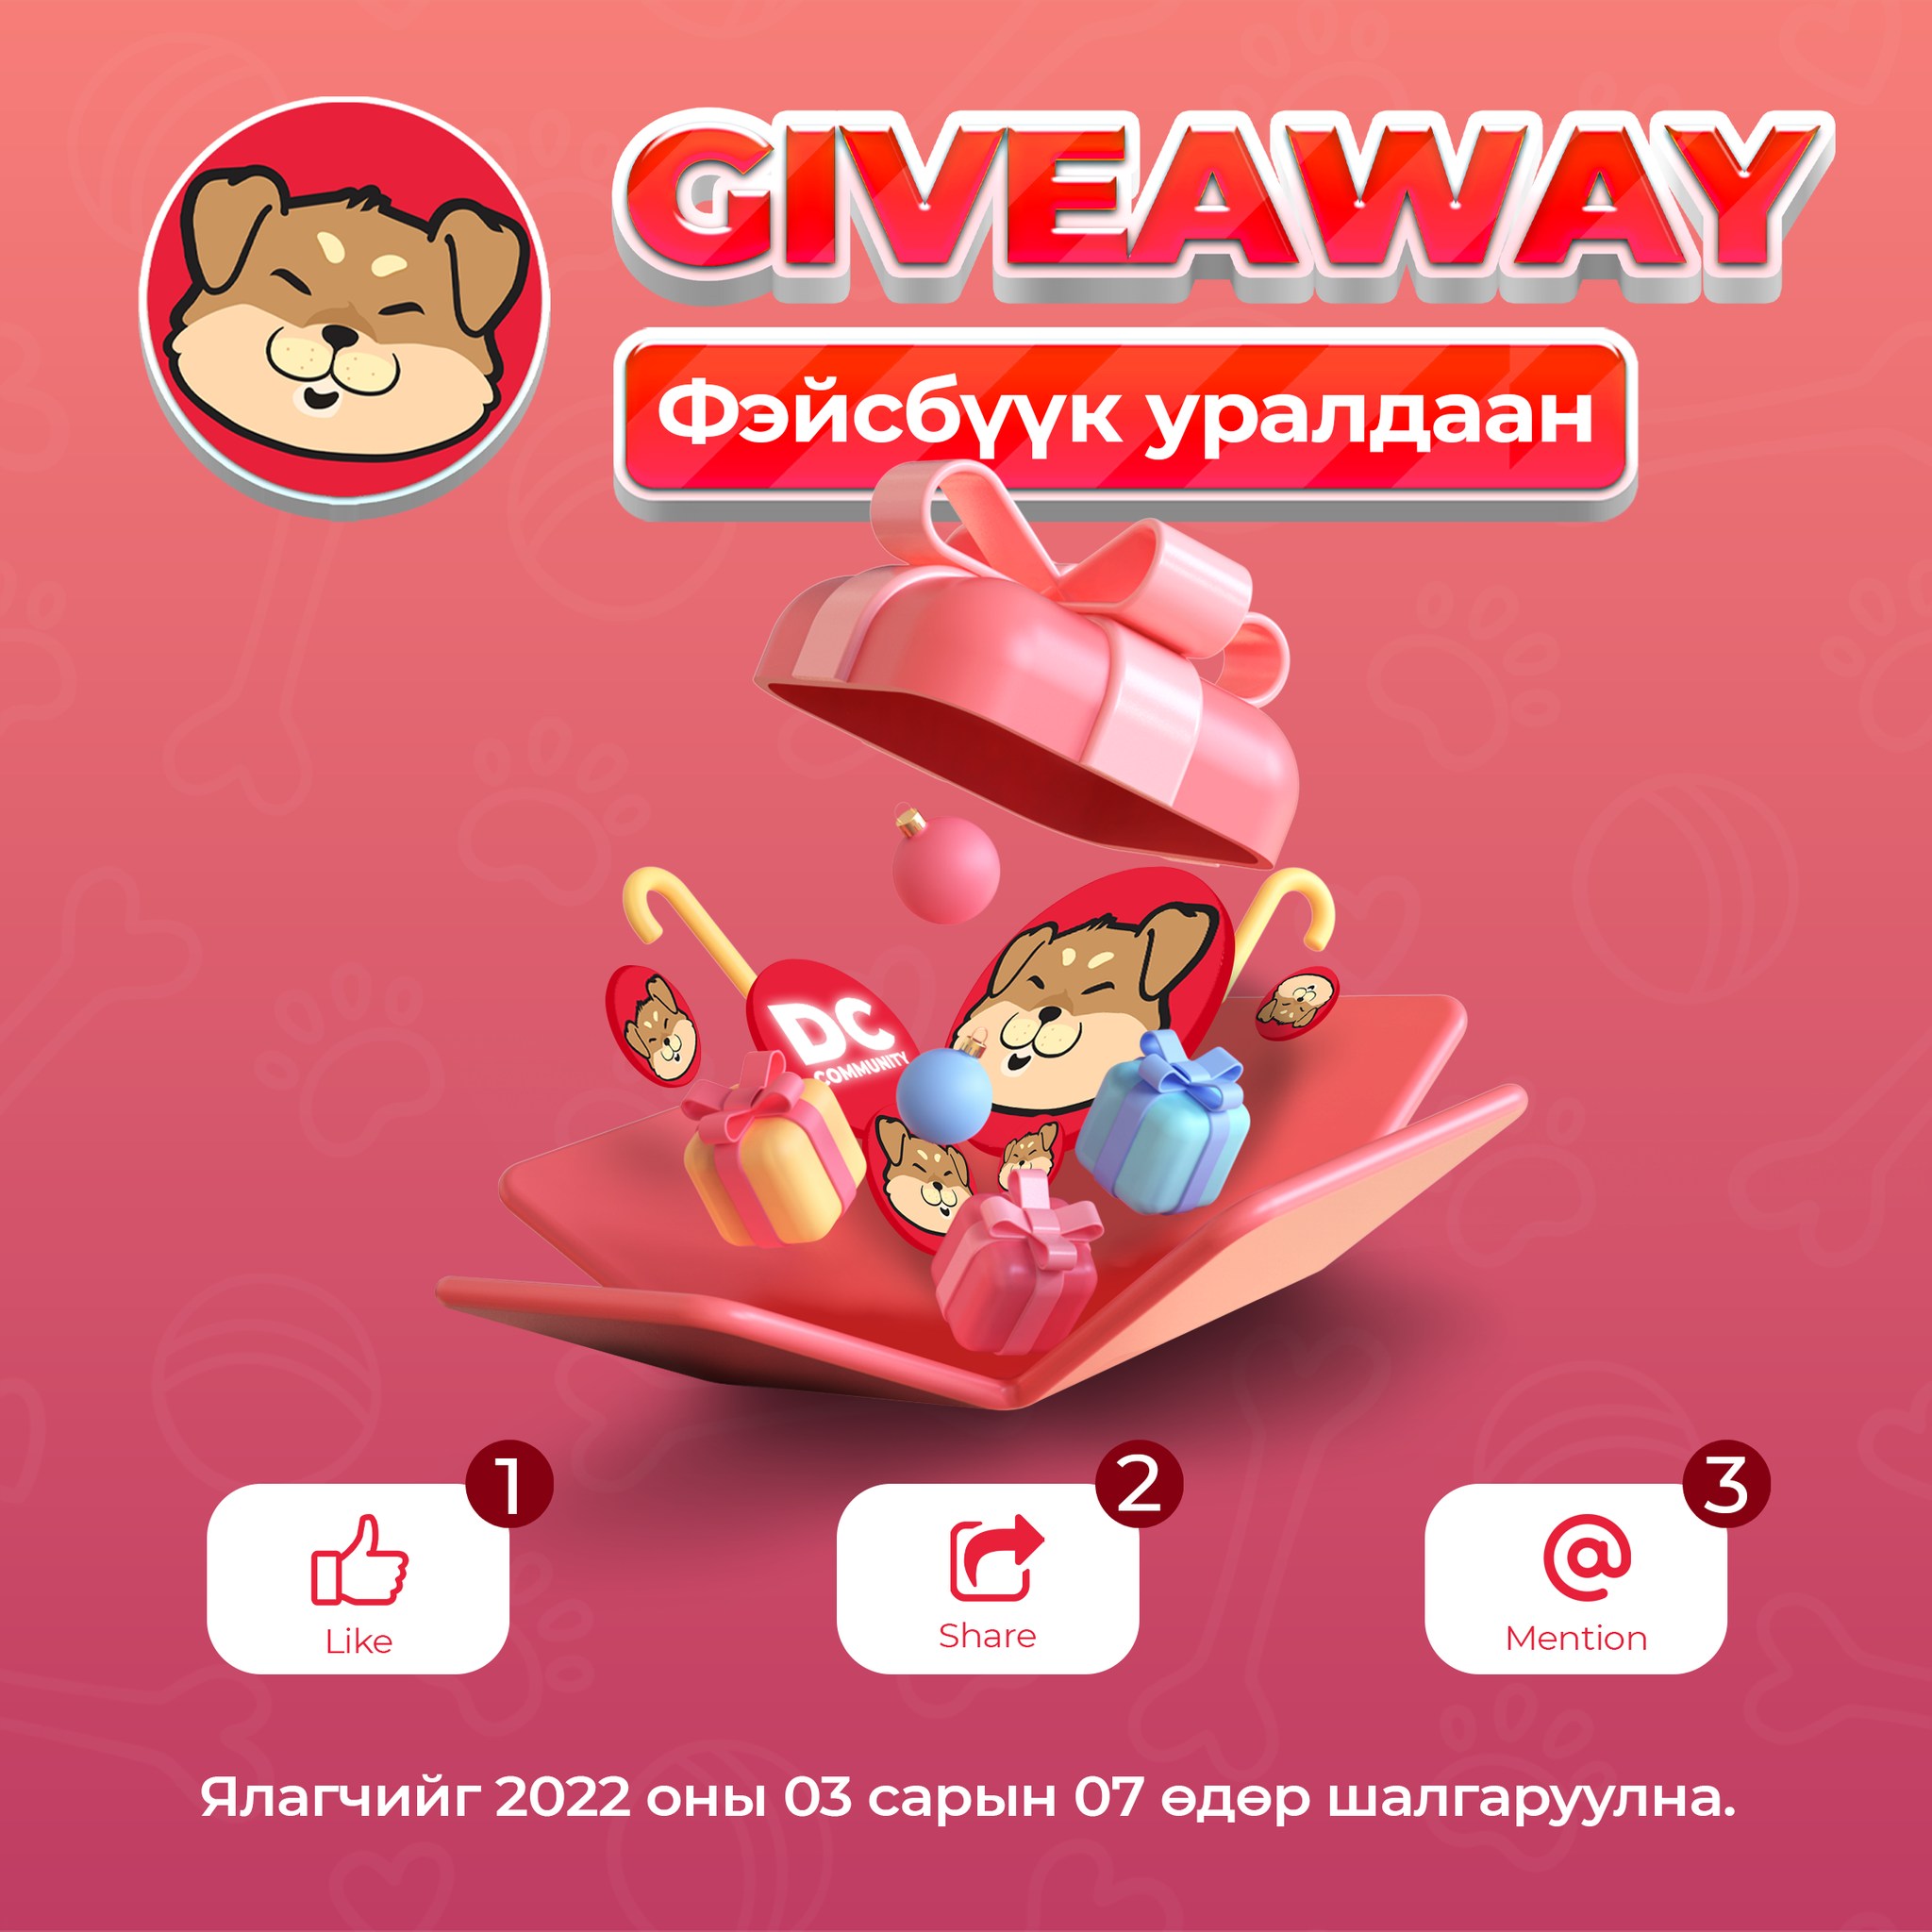 GIVEAWAY
Фэйсбүүк уралдаан
DC
COMMUNITY
1
2
3
Like
Share
Mention
Ялагчийг 2022 оны 03 сарын 07 өдөр шалгаруулна.